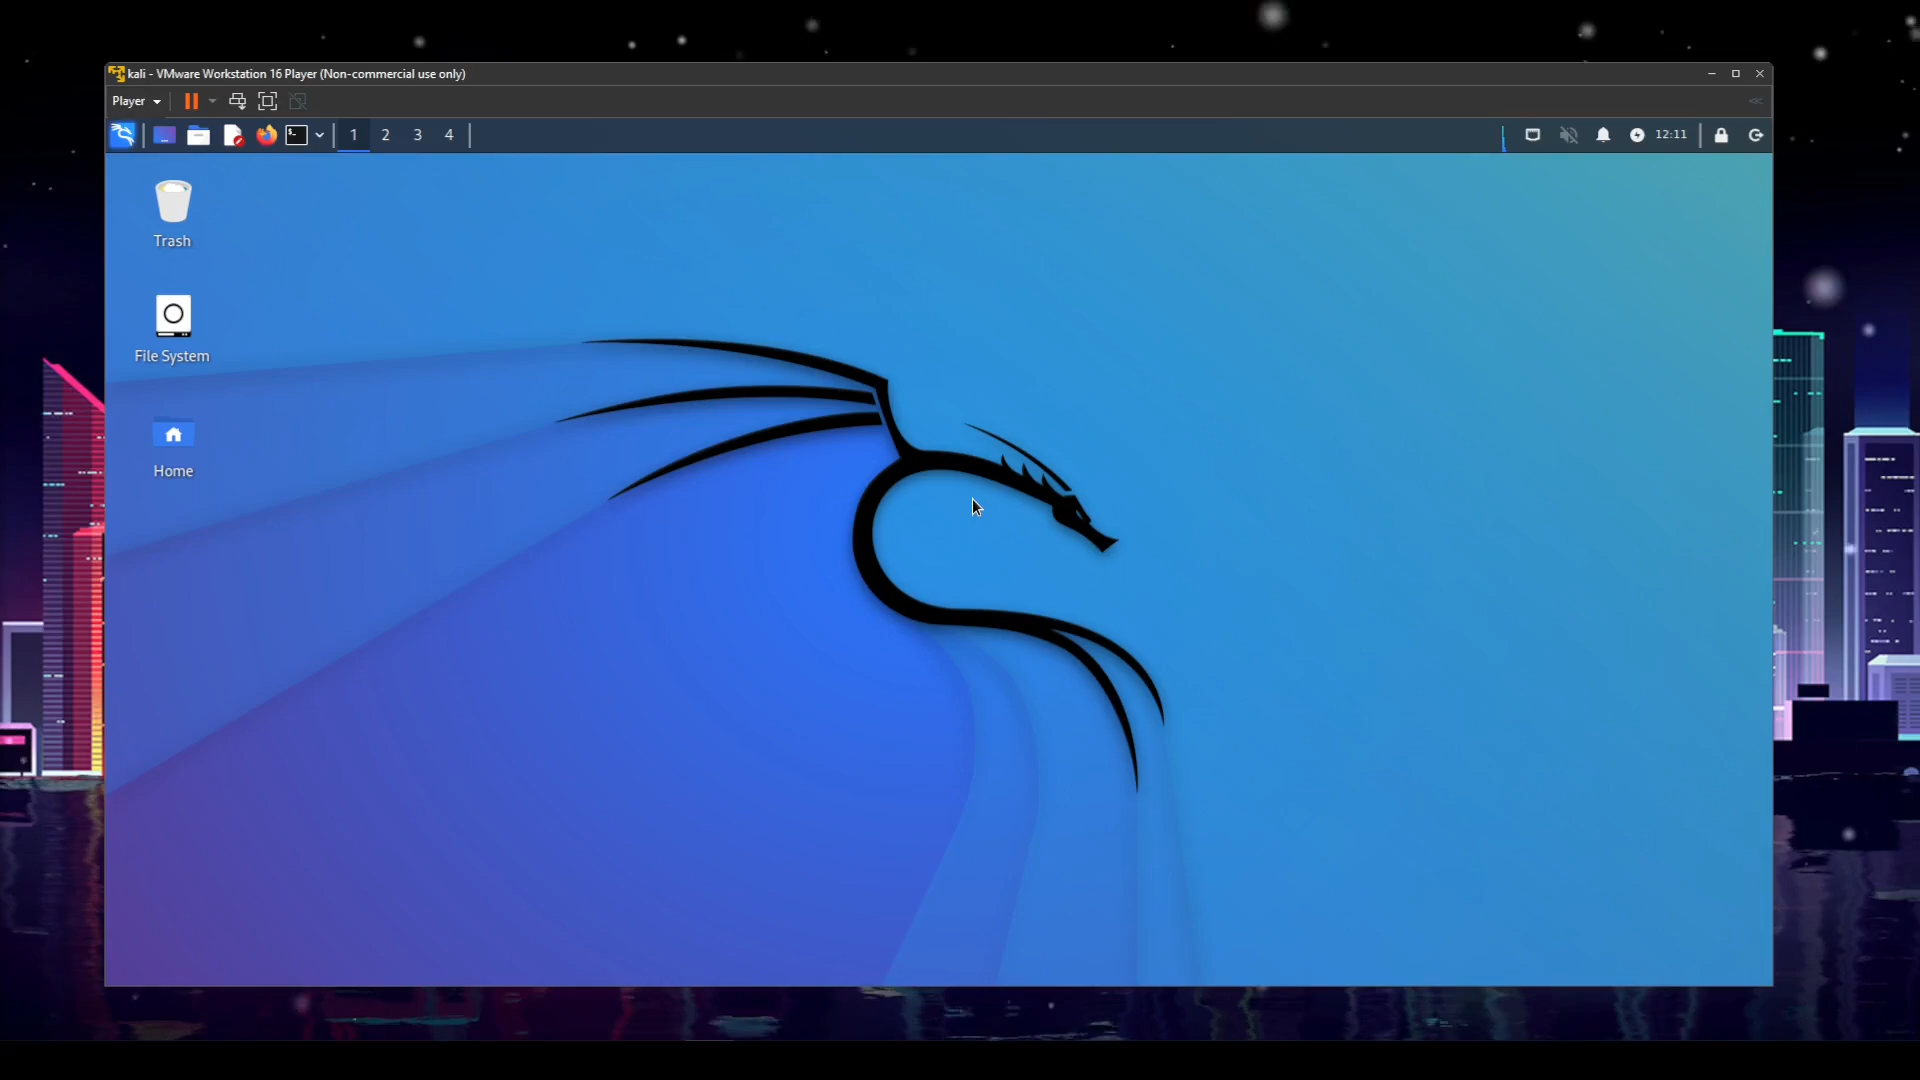 kali - VMware Workstation 16 Player (Non-commercial use only)
Player
1 2 3 4
12:11
Trash
File System
Home